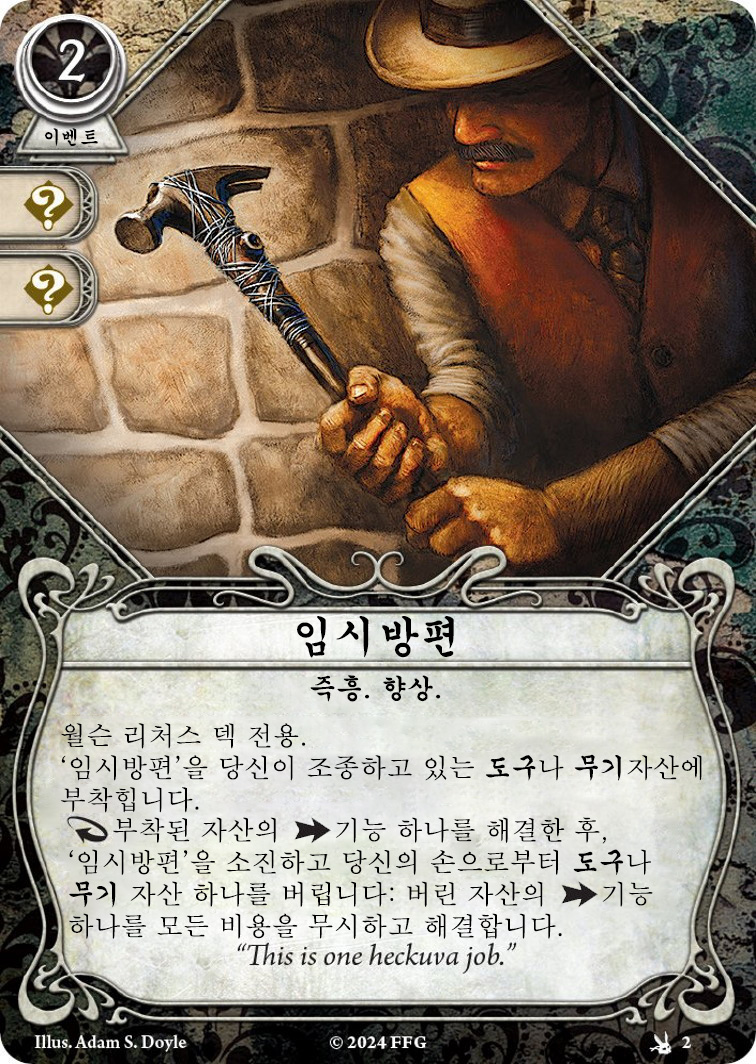 2
이벤트
임시방편
즉흥. 향상.
윌슨 리처스 덱 전용.
‘임시방편’을 당신이 조종하고 있는 도구나 무기자산에
부착힙니다.
부착된 자산의 기능 하나를 해결한 후,
‘임시방편’을 소진하고 당신의 손으로부터 도구나
무기 자산 하나를 버립니다: 버린 자산의 기능
하나를 모든 비용을 무시하고 해결합니다.
“This is one heckuva job.”
Illus. Adam S. Doyle © 2024 FFG 2